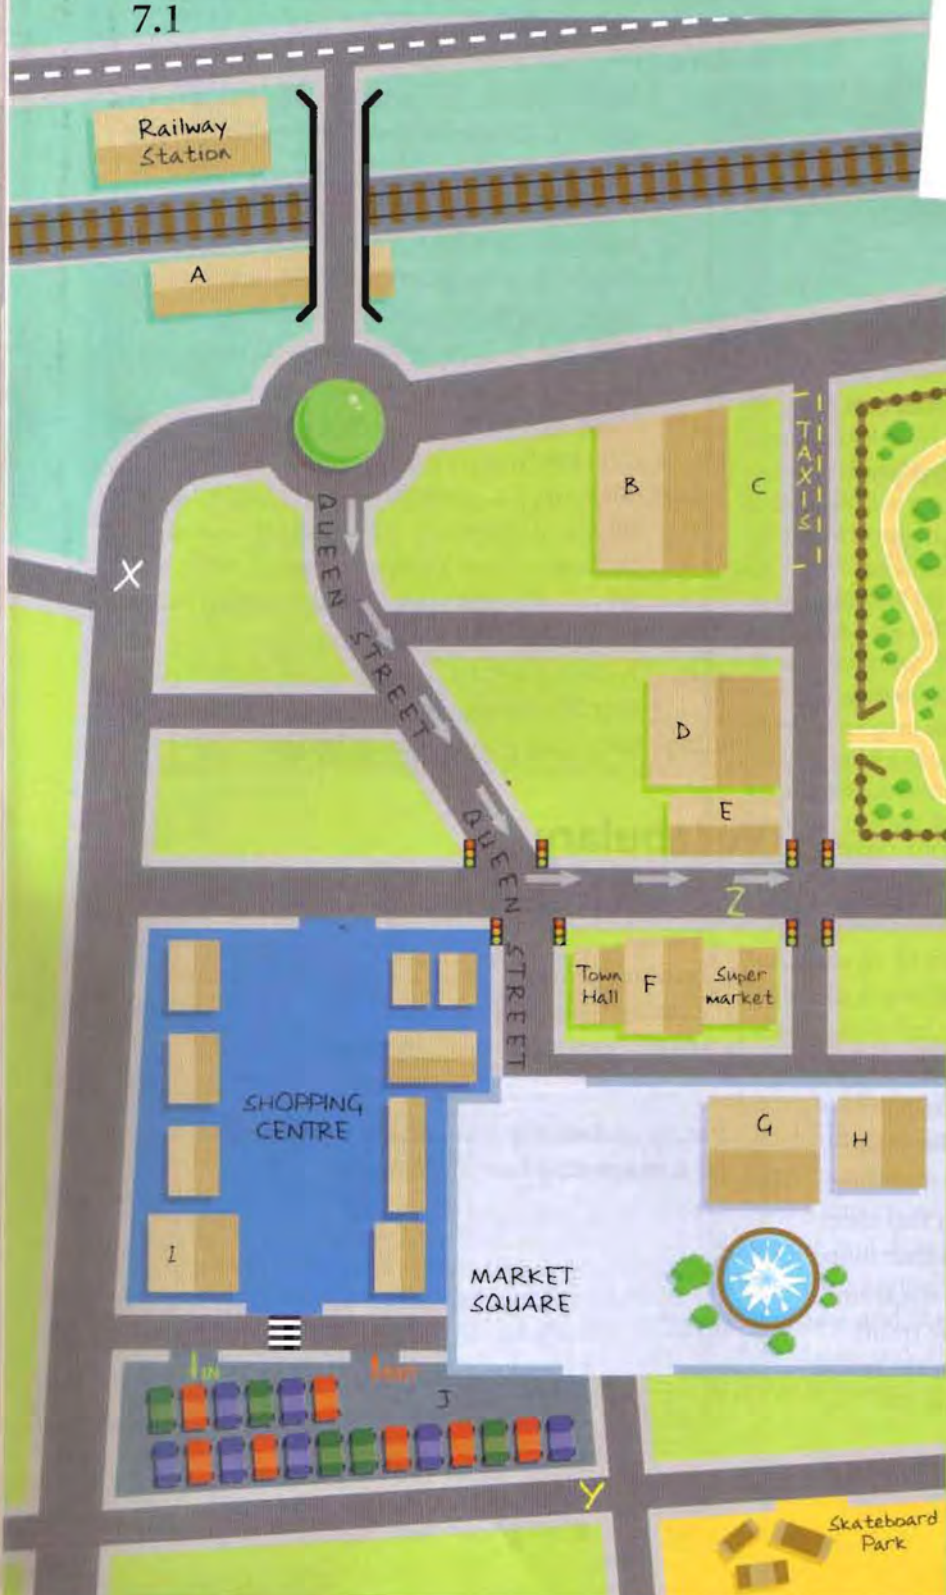 7.1
Railway
Station
A
TAXIS
B
C
QUEEN STREET
X
D
E
QUEEN STREET
Z
Town
Hall
F
Super
market
SHOPPING
CENTRE
G
H
I
MARKET
SQUARE
IN
OUT
J
Y
Skateboard
Park